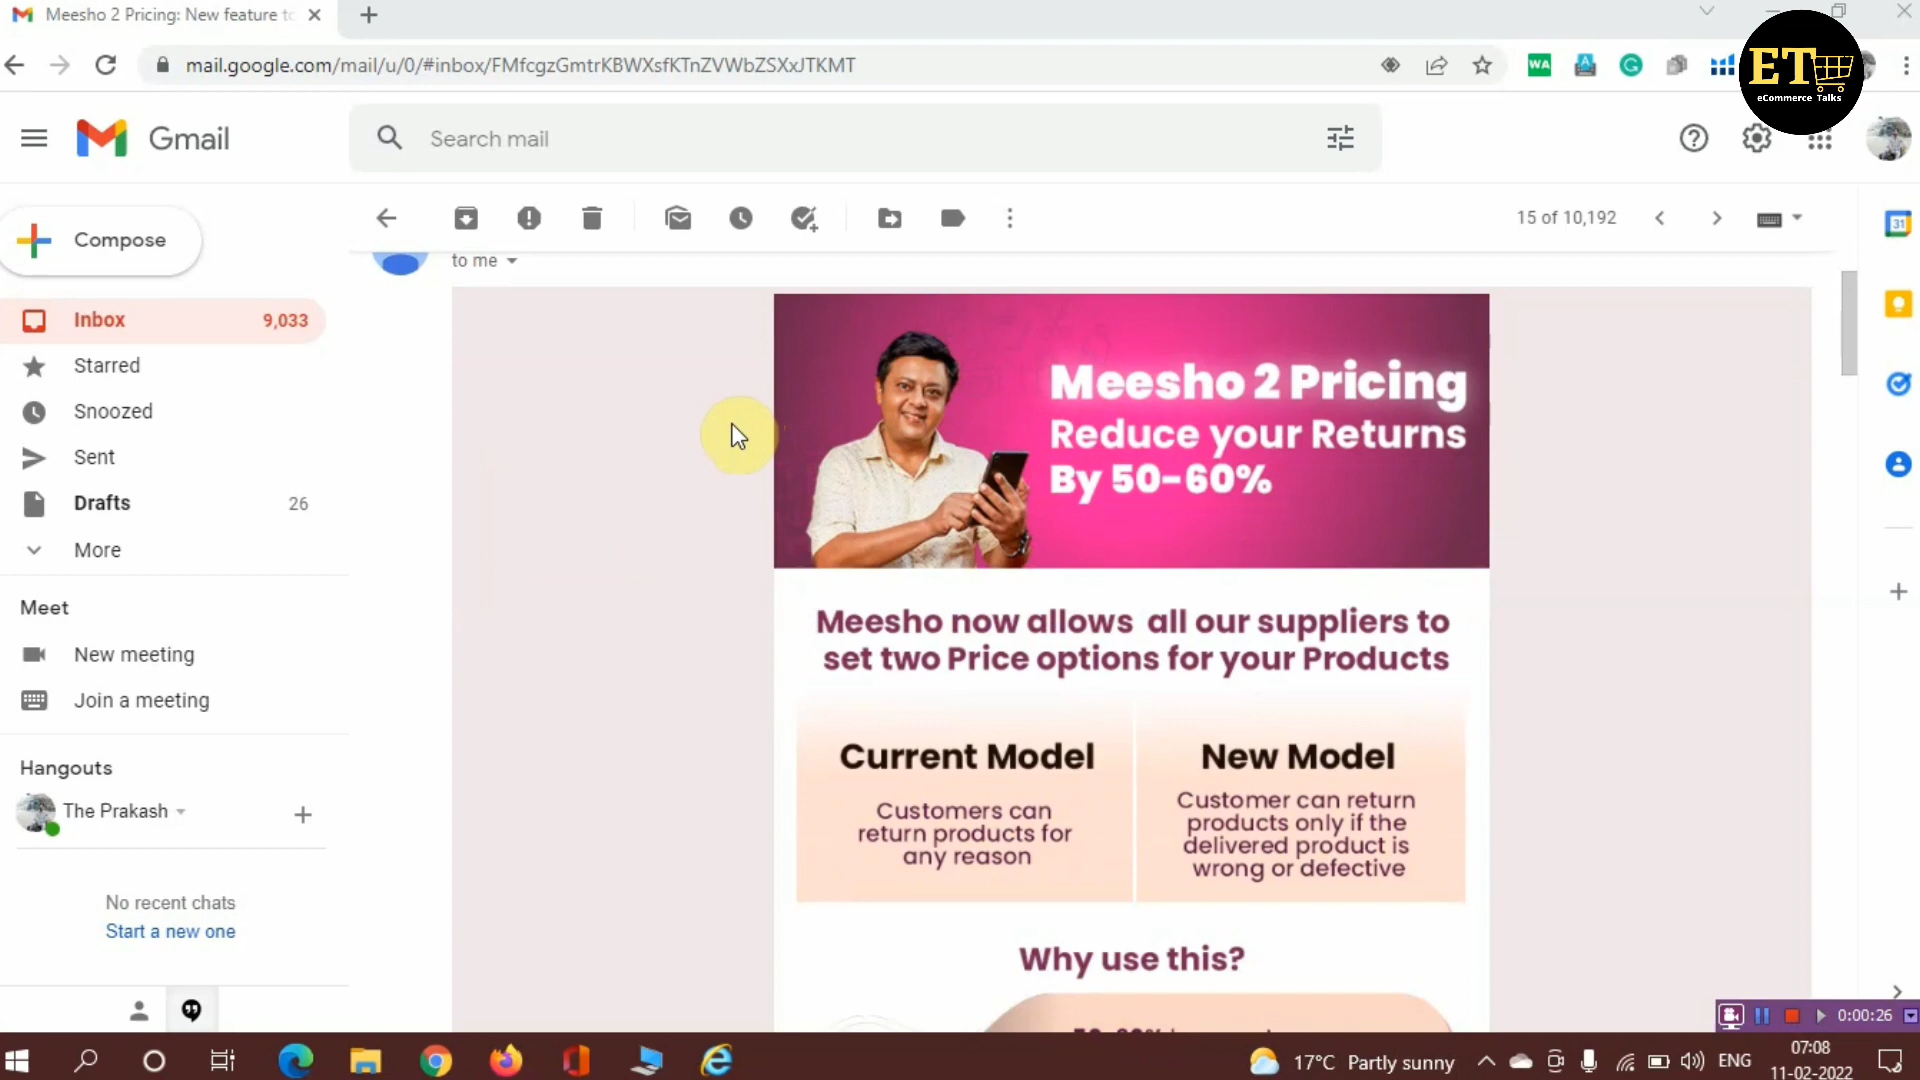 Meesho 2 Pricing: New feature to
mail.google.com/mail/u/0/#inbox/FMfcgzGmtrKBWXsfKTnZVWbZSXxJTKMT
WA
ET
eCommerce Talks
Gmail
Search mail
Compose
15 of 10,192
31
to me
Inbox 9,033
Starred
Snoozed
Sent
Drafts 26
More
Meet
New meeting
Join a meeting
Hangouts
The Prakash
No recent chats
Start a new one
Meesho 2 Pricing
Reduce your Returns
By 50-60%
Meesho now allows all our suppliers to
set two Price options for your Products
Current Model
Customers can
return products for
any reason
New Model
Customer can return
products only if the
delivered product is
wrong or defective
Why use this?
0:00:26
17°C Partly sunny
ENG
07:08
11-02-2022